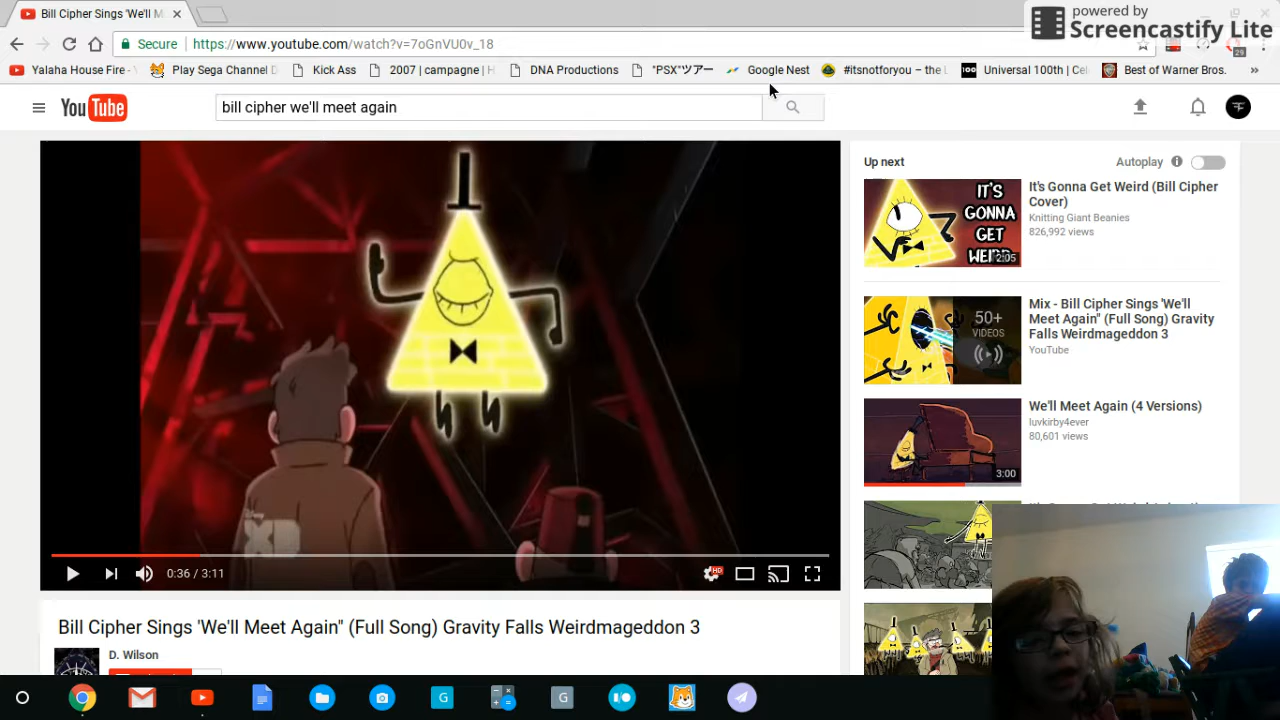 Bill Cipher Sings 'We'll M
powered by
Screencastify Lite
Secure
https://www.youtube.com/watch?v=7oGnVU0v_18
29
Yalaha House Fire -
Play Sega Channel D
Kick Ass
2007 | campagne | H
DNA Productions
"PSX"ツアー
Google Nest
#itsnotforyou – the L
100
Universal 100th | Cel
Best of Warner Bros.
»
YouTube
bill cipher we'll meet again
Up next
Autoplay
IT'S
GONNA
GET
WEIRD
2:05
It's Gonna Get Weird (Bill Cipher
Cover)
Knitting Giant Beanies
826,992 views
50+
VIDEOS
Mix - Bill Cipher Sings 'We'll
Meet Again" (Full Song) Gravity
Falls Weirdmageddon 3
YouTube
3:00
We'll Meet Again (4 Versions)
luvkirby4ever
80,601 views
0:36 / 3:11
HD
Bill Cipher Sings 'We'll Meet Again" (Full Song) Gravity Falls Weirdmageddon 3
D. Wilson
G
G